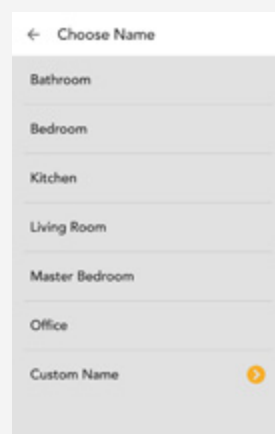 Choose Name
Bathroom
Bedroom
Kitchen
Living Room
Master Bedroom
Office
Custom Name